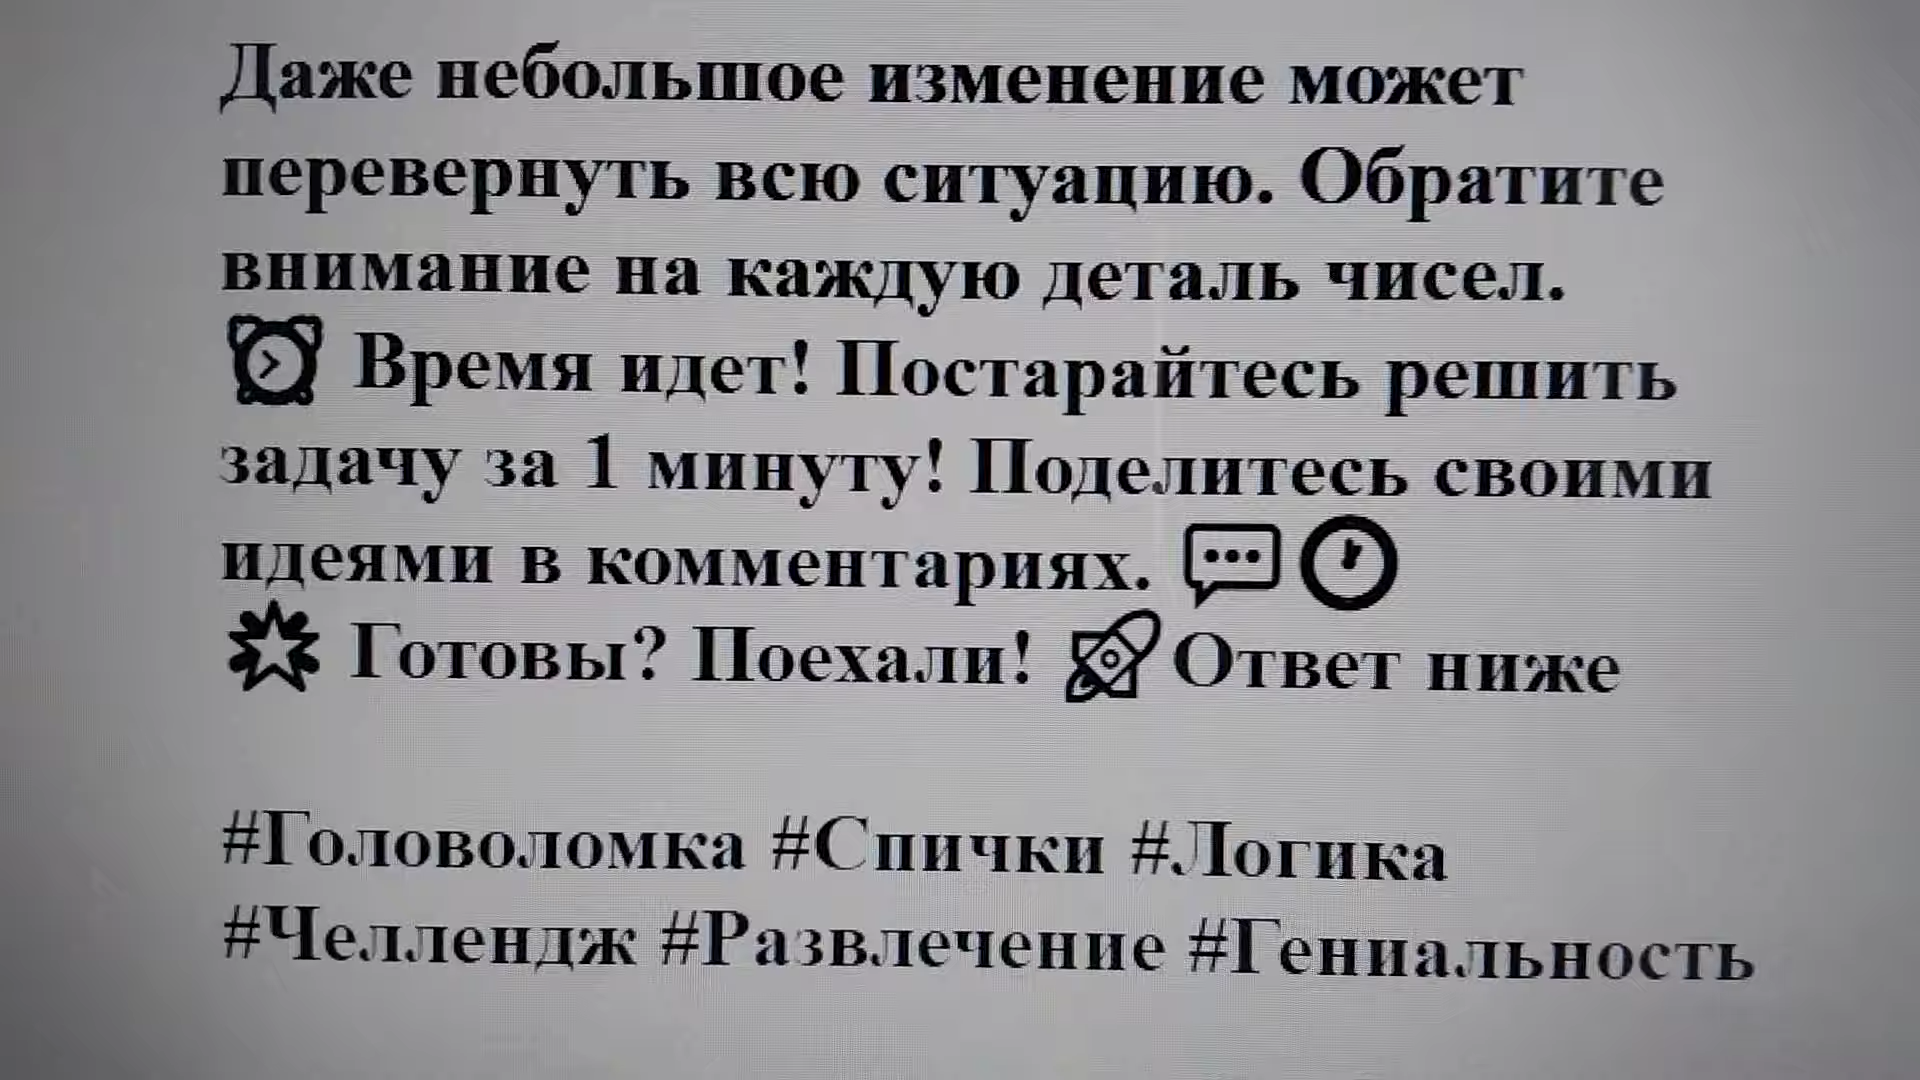 Даже небольшое изменение может
перевернуть всю ситуацию. Обратите
внимание на каждую деталь чисел.
⏰ Время идет! Постарайтесь решить
задачу за 1 минуту! Поделитесь своими
идеями в комментариях. 💬🕐
🌟 Готовы? Поехали! 🚀Ответ ниже
#Головоломка #Спички #Логика
#Челлендж #Развлечение #Гениальность